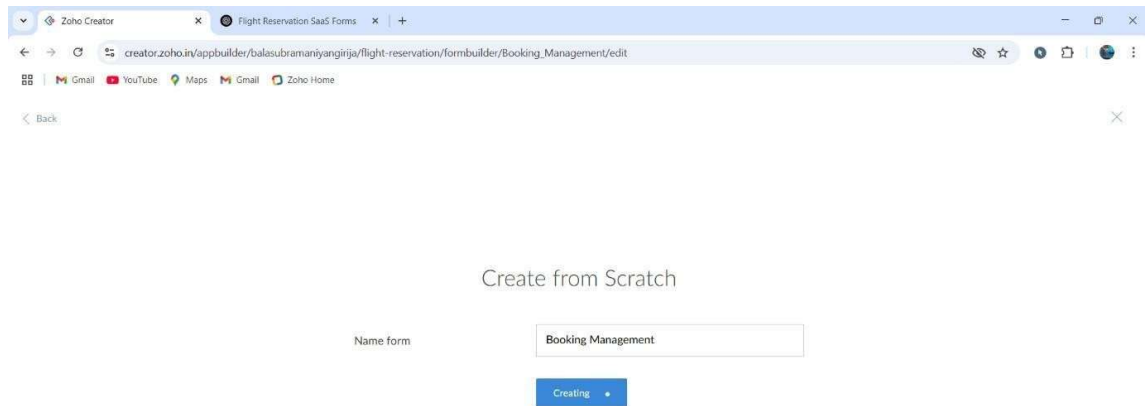 Zoho Creator
Flight Reservation SaaS Forms
creator.zoho.in/appbuilder/balasubramaniyangirija/flight-reservation/formbuilder/Booking_Management/edit
Gmail YouTube Maps Gmail Zoho Home
Back
Create from Scratch
Name form Booking Management
Creating